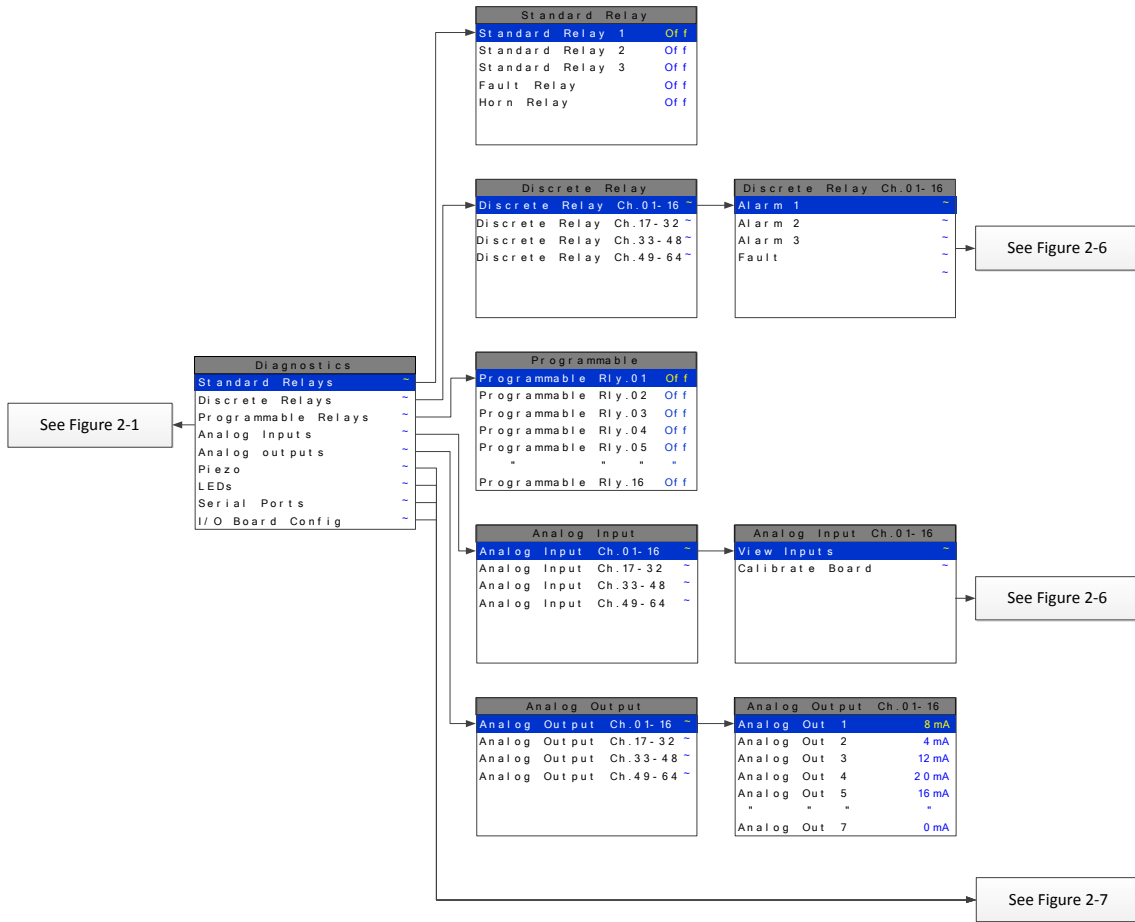 Standard Relay
Standard Relay 1 Off
Standard Relay 2 Off
Standard Relay 3 Off
Fault Relay Off
Horn Relay Off
Discrete Relay
Discrete Relay Ch.01-16 ~
Discrete Relay Ch.17-32 ~
Discrete Relay Ch.33-48 ~
Discrete Relay Ch.49-64 ~
Discrete Relay Ch.01-16
Alarm 1 ~
Alarm 2 ~
Alarm 3 ~
Fault ~
~
See Figure 2-6
Diagnostics
Standard Relays ~
Discrete Relays ~
Programmable Relays ~
Analog Inputs ~
Analog outputs ~
Piezo ~
LEDs ~
Serial Ports ~
I/O Board Config ~
See Figure 2-1
Programmable
Programmable Rly.01 Off
Programmable Rly.02 Off
Programmable Rly.03 Off
Programmable Rly.04 Off
Programmable Rly.05 Off
" " " "
Programmable Rly.16 Off
Analog Input
Analog Input Ch.01-16 ~
Analog Input Ch.17-32 ~
Analog Input Ch.33-48 ~
Analog Input Ch.49-64 ~
Analog Input Ch.01-16
View Inputs ~
Calibrate Board ~
See Figure 2-6
Analog Output
Analog Output Ch.01-16 ~
Analog Output Ch.17-32 ~
Analog Output Ch.33-48 ~
Analog Output Ch.49-64 ~
Analog Output Ch.01-16
Analog Out 1 8 mA
Analog Out 2 4 mA
Analog Out 3 12 mA
Analog Out 4 20 mA
Analog Out 5 16 mA
" " " "
Analog Out 7 0 mA
See Figure 2-7